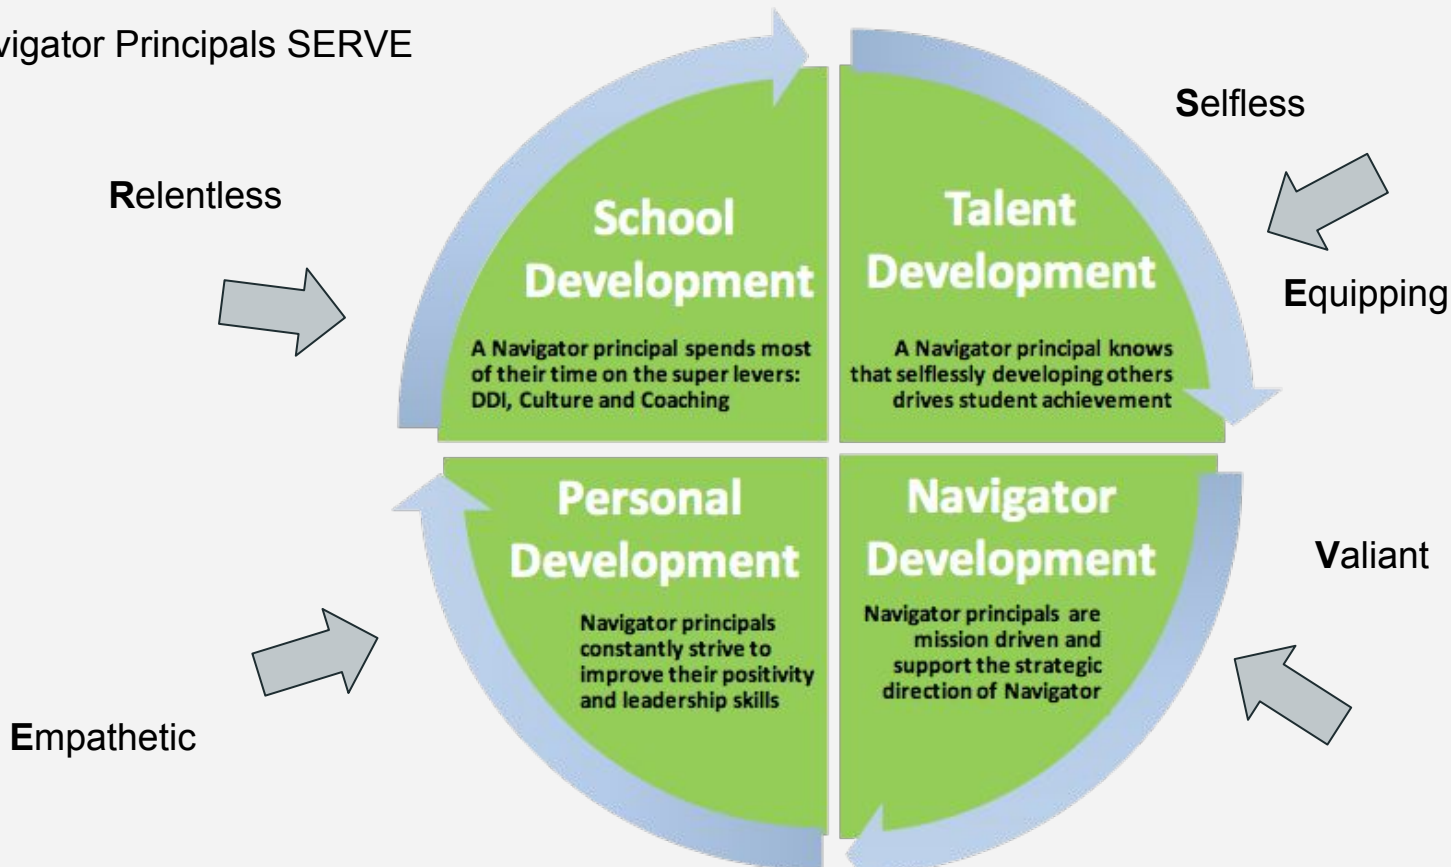 vigator Principals SERVE
Selfless
Relentless
Equipping
School
Development
A Navigator principal spends most
of their time on the super levers:
DDI, Culture and Coaching
Talent
Development
A Navigator principal knows
that selflessly developing others
drives student achievement
Personal
Development
Navigator principals
constantly strive to
improve their positivity
and leadership skills
Navigator
Development
Navigator principals are
mission driven and
support the strategic
direction of Navigator
Valiant
Empathetic